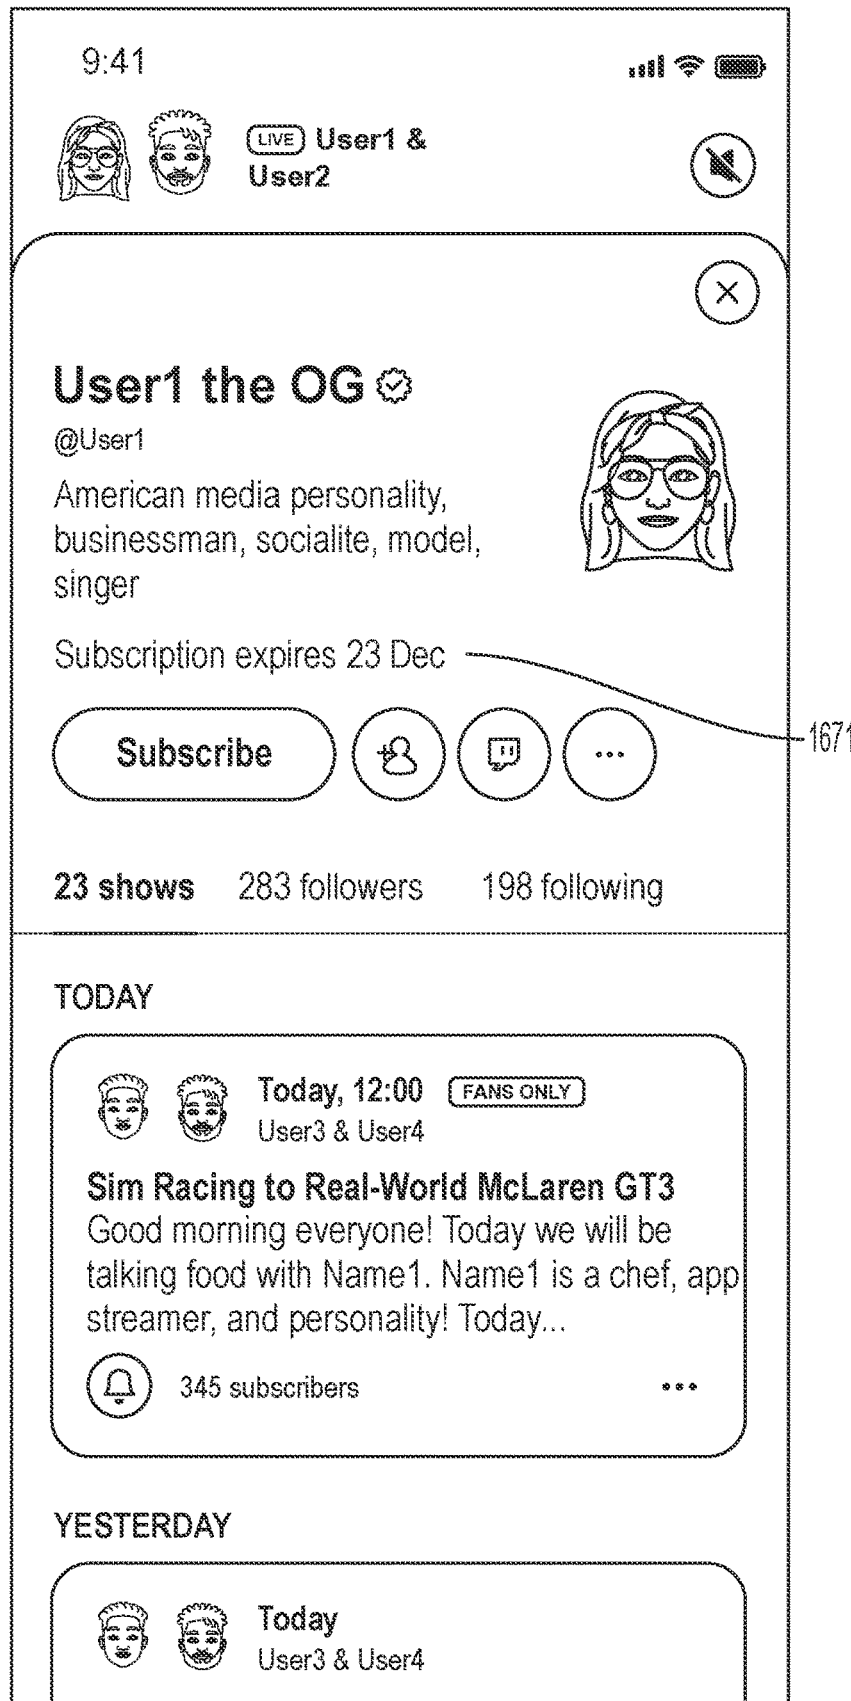 9:41
LIVE User1 &
User2
User1 the OG
@User1
American media personality,
businessman, socialite, model,
singer
Subscription expires 23 Dec
1671
Subscribe
23 shows 283 followers 198 following
TODAY
Today, 12:00 FANS ONLY
User3 & User4
Sim Racing to Real-World McLaren GT3
Good morning everyone! Today we will be
talking food with Name1. Name1 is a chef, app
streamer, and personality! Today...
345 subscribers
YESTERDAY
Today
User3 & User4